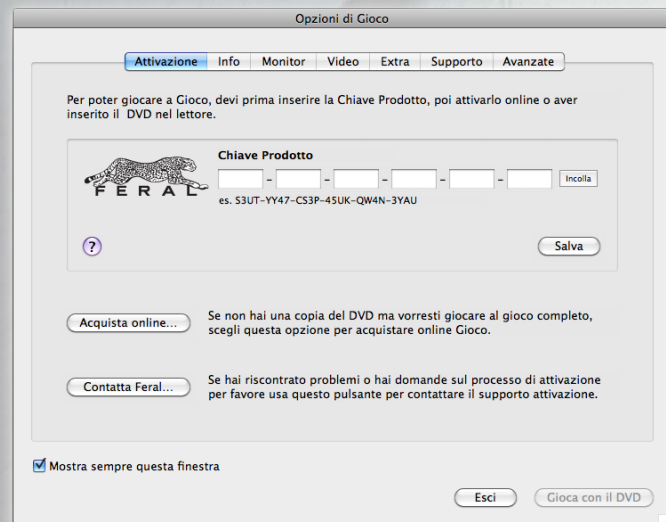 Opzioni di Gioco
Attivazione Info Monitor Video Extra Supporto Avanzate
Per poter giocare a Gioco, devi prima inserire la Chiave Prodotto, poi attivarlo online o aver
inserito il DVD nel lettore.
FERAL
Chiave Prodotto
- - - - - Incolla
es. S3UT-YY47-CS3P-45UK-QW4N-3YAU
? Salva
Acquista online...
Se non hai una copia del DVD ma vorresti giocare al gioco completo,
scegli questa opzione per acquistare online Gioco.
Contatta Feral...
Se hai riscontrato problemi o hai domande sul processo di attivazione
per favore usa questo pulsante per contattare il supporto attivazione.
Mostra sempre questa finestra
Esci Gioca con il DVD